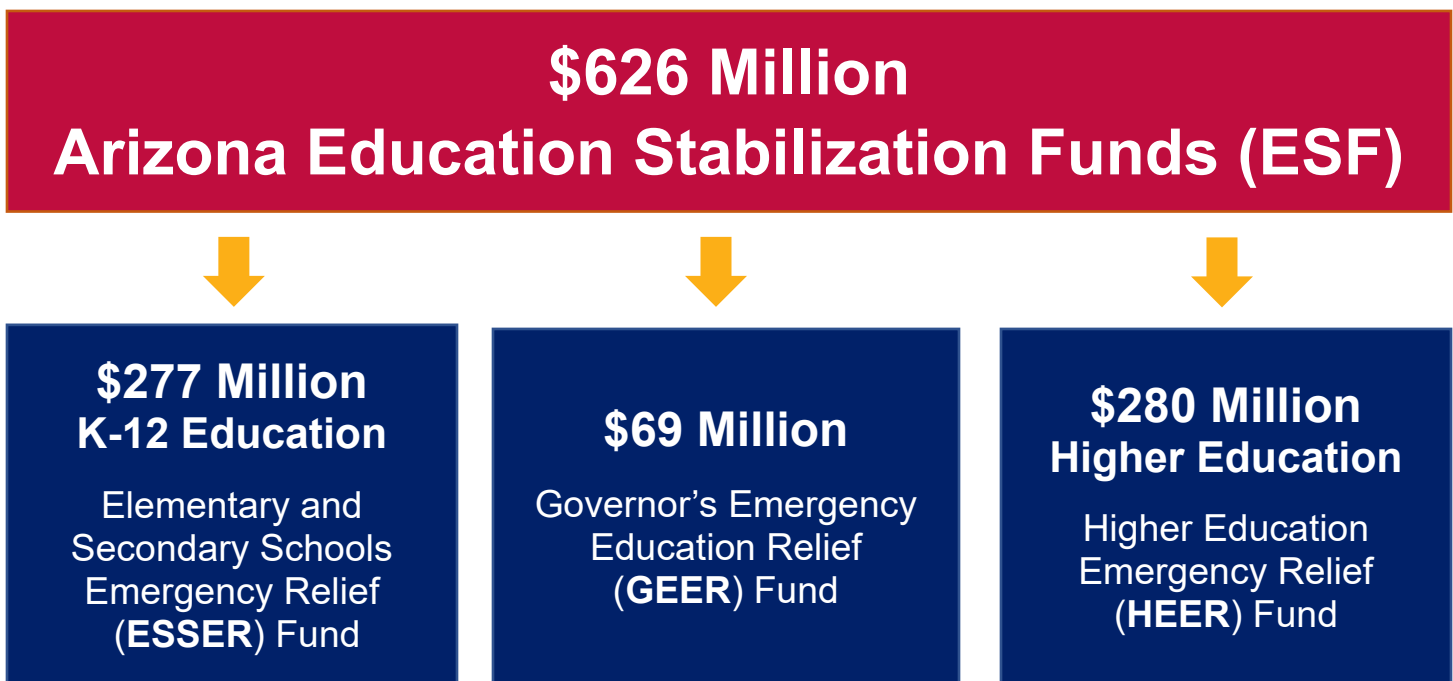 $626 Million
Arizona Education Stabilization Funds (ESF)
$277 Million
K-12 Education
Elementary and
Secondary Schools
Emergency Relief
(ESSER) Fund
$69 Million
Governor’s Emergency
Education Relief
(GEER) Fund
$280 Million
Higher Education
Higher Education
Emergency Relief
(HEER) Fund